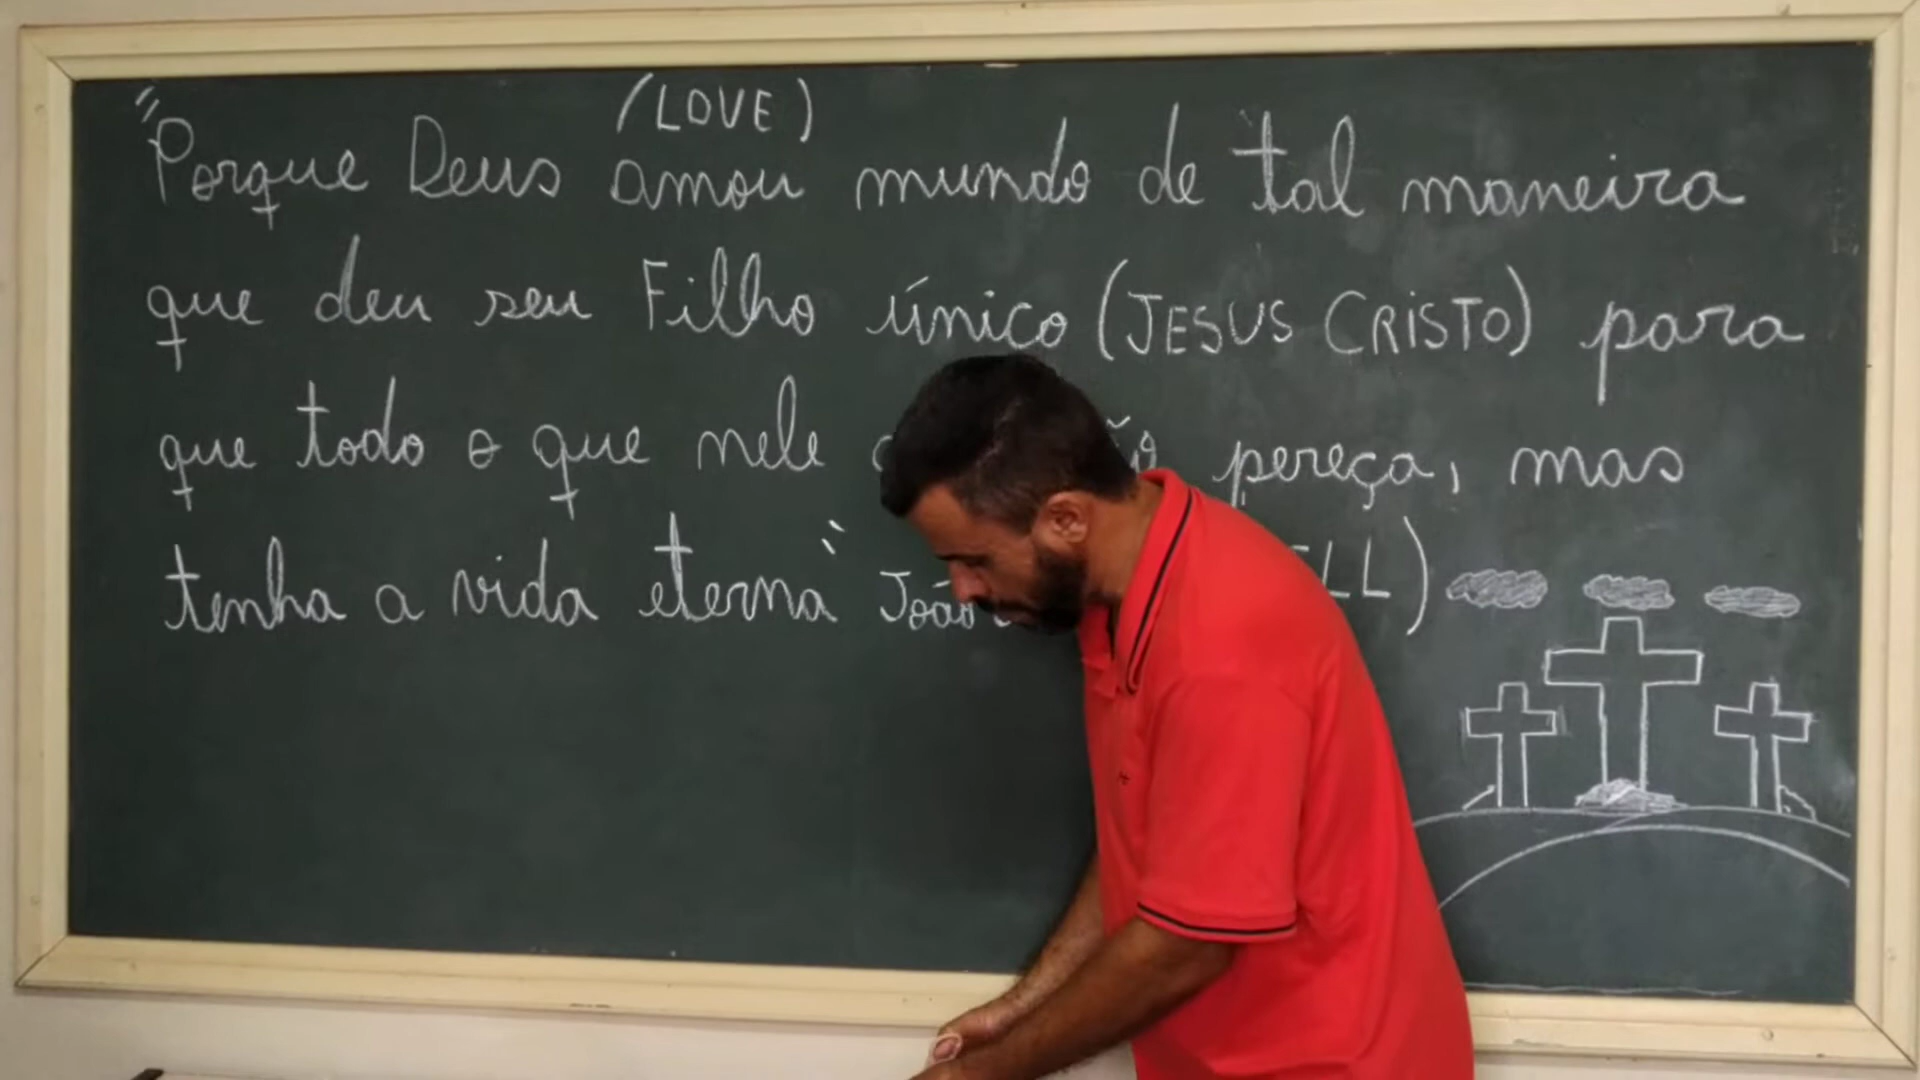 (LOVE)
"Porque Deus amou mundo de tal maneira
que deu seu Filho único (JESUS CRISTO) para
que todo o que nele pereça, mas
tenha a vida eterna" João